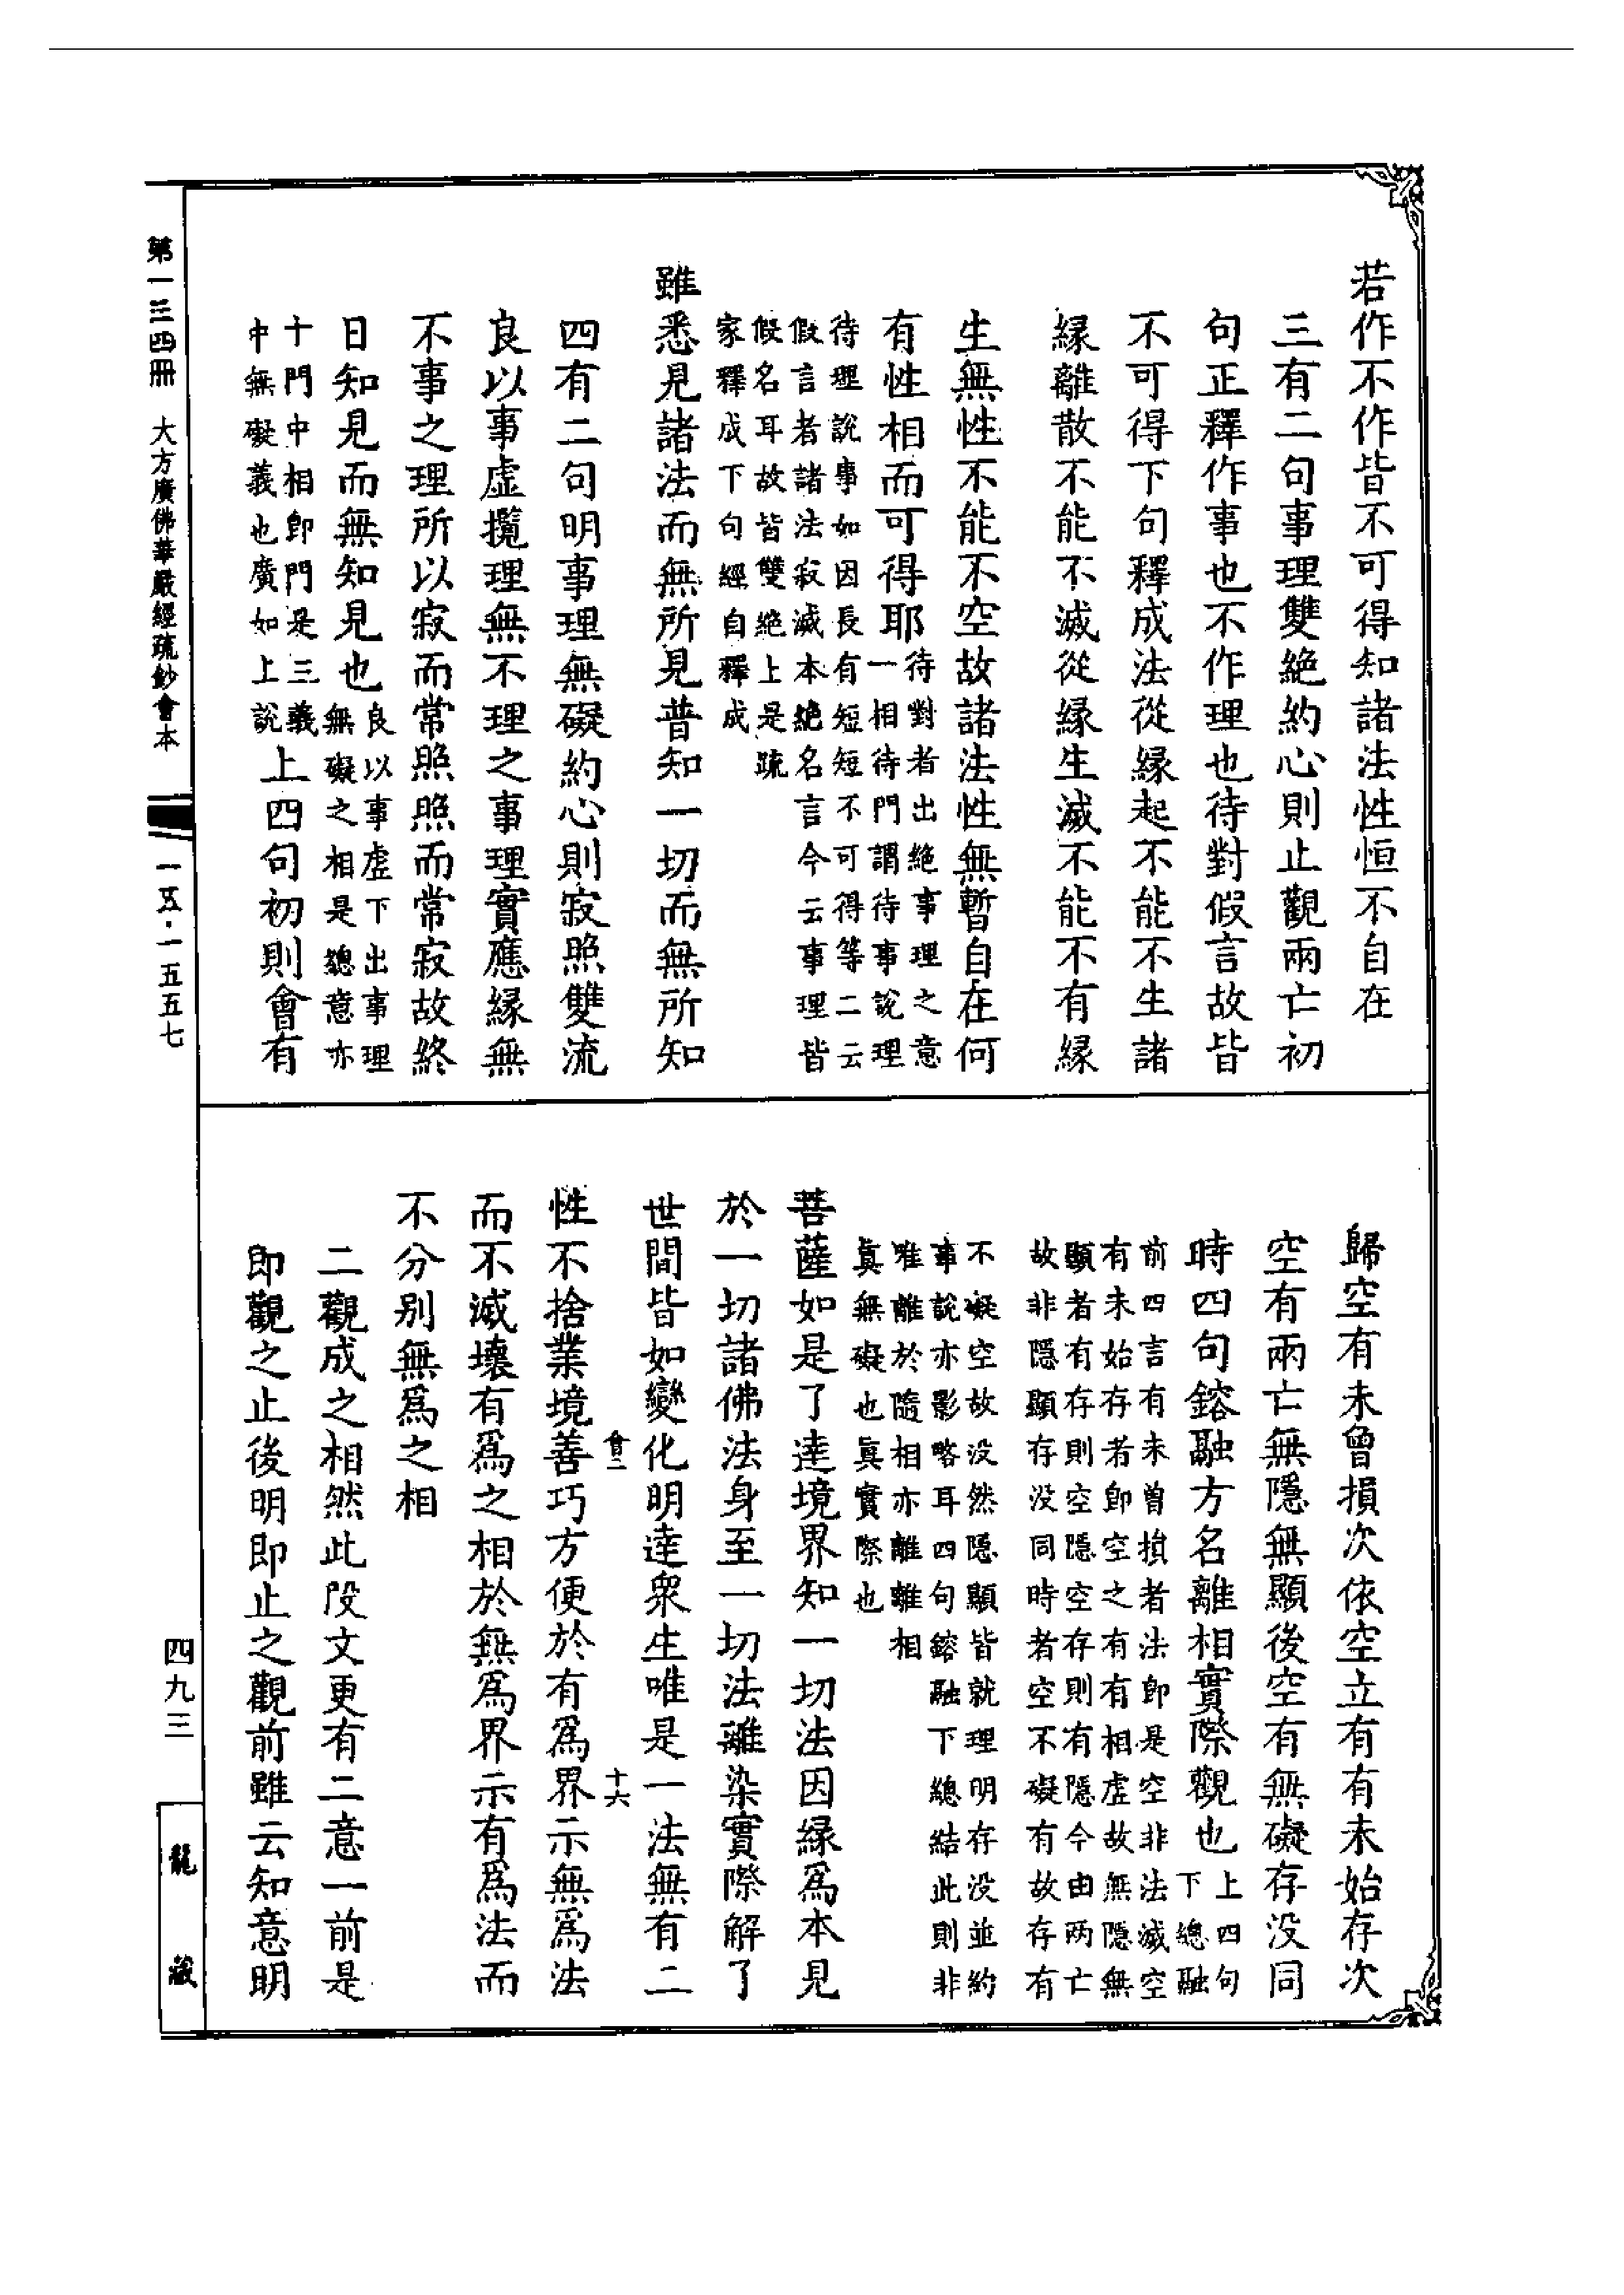 若作不作皆不可得知諸法性恒不自在
三有二句事理雙絶約心則止觀兩亡初
句正釋作事也不作理也待對假言故皆
不可得下句釋成法從緣起不能不生諸
緣離散不能不滅從緣生滅不能不有緣
生無性不能不空故諸法性無暫自在何
有性相而可得耶待對者出絶事理之意
一相待門謂待事說理
待理說事如因長有短短不可得等二云
假言者諸法寂滅本絶名言今云事理皆
假名耳故皆雙絶上是疏
家釋成下句經自釋成
雖悉見諸法而無所見普知一切而無所知
四有二句明事理無礙約心則寂照雙流
良以事虛攬理無不理之事理實應緣無
不事之理所以寂而常照照而常寂故終
日知見而無知見也良以事虛下出事理
無礙之相是總意亦
十門中相卽門是三義
中無礙義也廣如上說
上四句初則會有
歸空有未曾損次依空立有有未始存次
空有兩亡無隱無顯後空有無礙存没同
時四句鎔融方名離相實際觀也上四句
下總融
前四言有未曽損者法卽是空非法滅空
有未始存者卽空之有有相虛故無隱無
顯者有存則空隱空存則有隱今由两亡
故非隱顯存没同時者空不礙有故存有
不礙空故没然隱顯皆就理明存没並約
事說亦影略耳四句鎔融下總結此則非
唯離於隨相亦離離相
眞無礙也眞實際也
菩薩如是了達境界知一切法因緣爲本見
於一切諸佛法身至一切法離染實際解了
世間皆如變化明達衆生唯是一法無有二
會二
十六
性不捨業境善巧方便於有爲界示無爲法
而不滅壞有爲之相於無爲界示有爲法而
不分别無爲之相
二觀成之相然此段文更有二意一前是
即觀之止後明即止之觀前雖云知意明
第一三四冊 大方廣佛華嚴經疏鈔會本
一五·一五五七
四九三
龍藏